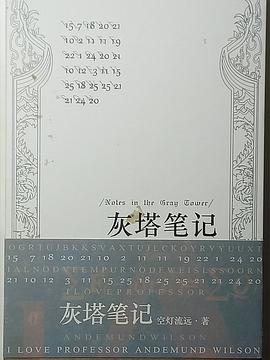 15 7 18 20 21
10 2 11 11 19
22 1 24 20 21
10 12 3 11 15
25 18 25 25 21
21 24 20
/Notes in the Gray Tower/
灰塔笔记
OGRTUJBKKSVAXTUJLCKOYRYYUUXT
15 7 18 20 21 10 2 11 11 19 22 1 24 20 21
21 10 12 3 11 15 25 18 25 25 21 21 24 20
ILOVEPROFESSOR
灰塔笔记 空灯流远·著
ANDEMUNDWILSON
I LOVE PROFESSOR ANDEMUND WILSON